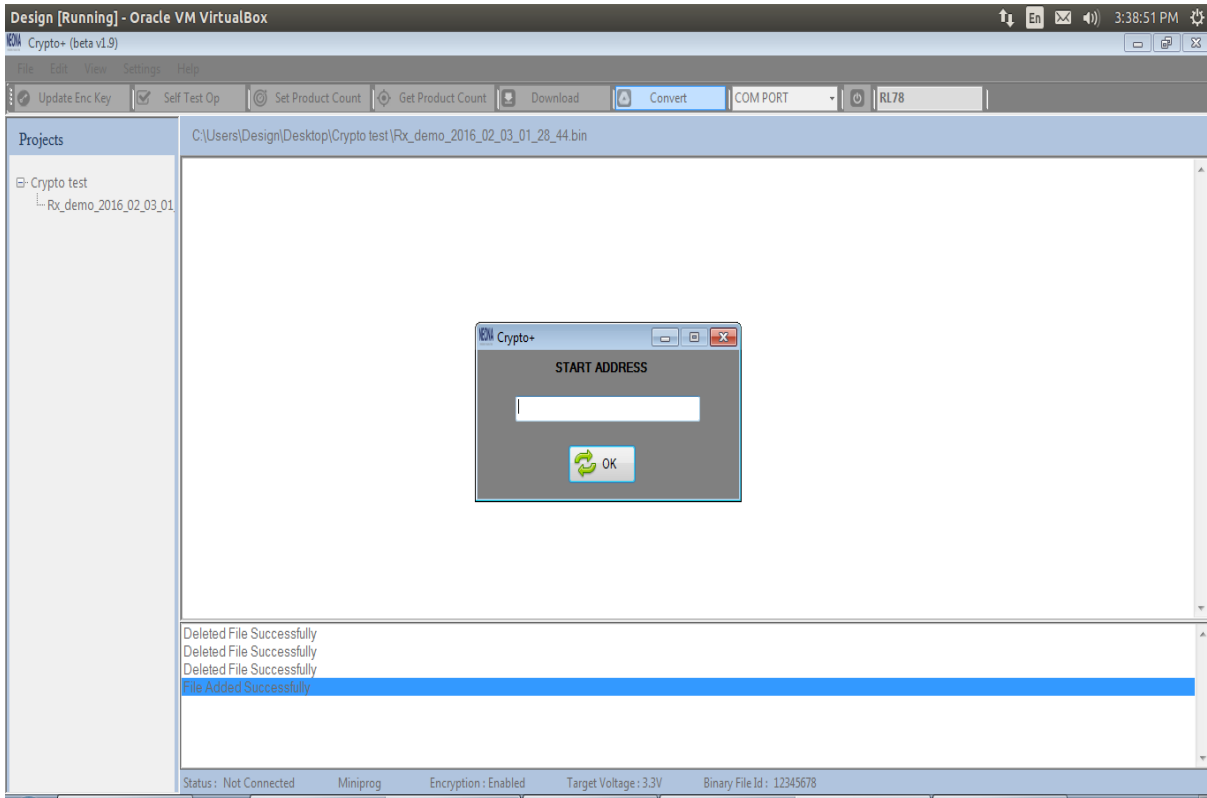 Design [Running] - Oracle VM VirtualBox En 3:38:51 PM
NEONA Crypto+ (beta v1.9)
File Edit View Settings Help
Update Enc Key Self Test Op Set Product Count Get Product Count Download Convert COM PORT RL78
Projects
C:\Users\Design\Desktop\Crypto test\Rx_demo_2016_02_03_01_28_44.bin
Crypto test
Rx_demo_2016_02_03_01_
NEONA Crypto+
START ADDRESS
OK
Deleted File Successfully
Deleted File Successfully
Deleted File Successfully
File Added Successfully
Status : Not Connected Miniprog Encryption : Enabled Target Voltage : 3.3V Binary File Id : 12345678